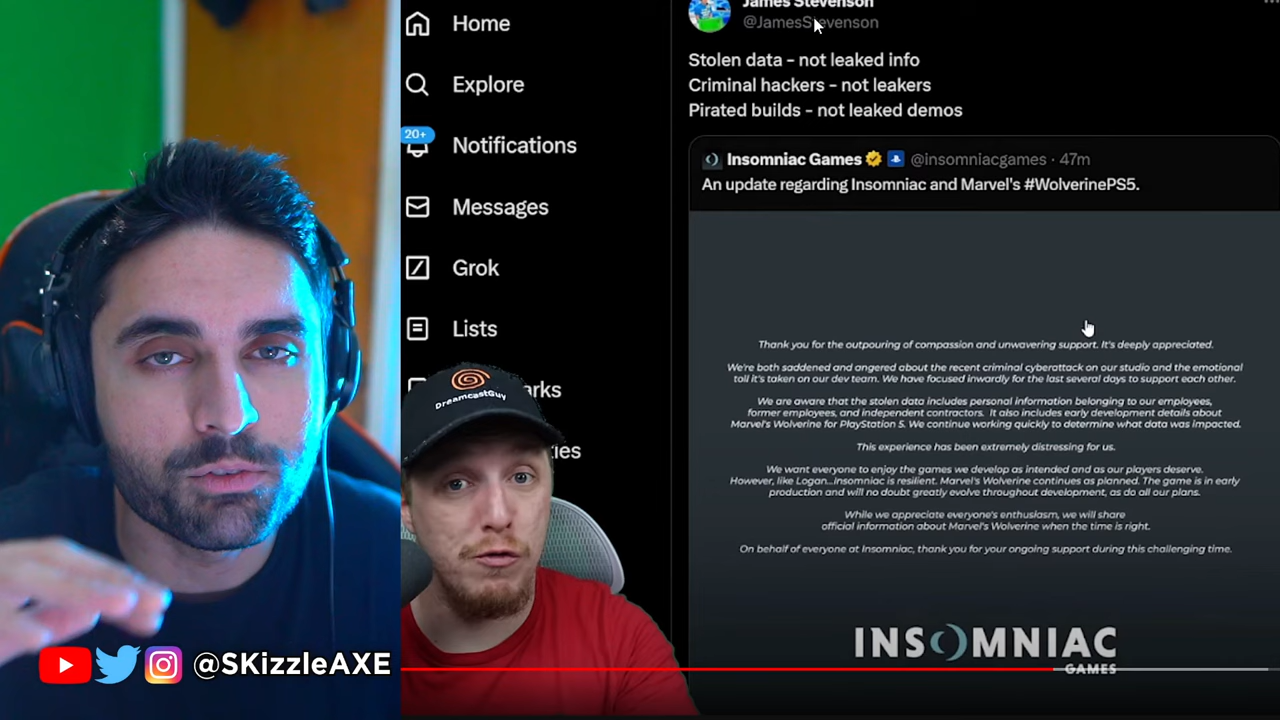 James Stevenson
@JamesStevenson
Stolen data - not leaked info
Criminal hackers - not leakers
Pirated builds - not leaked demos
Insomniac Games @insomniacgames · 47m
An update regarding Insomniac and Marvel's #WolverinePS5.
Thank you for the outpouring of compassion and unwavering support. It's deeply appreciated.
We're both saddened and angered about the recent criminal cyberattack on our studio and the emotional
toll it's taken on our dev team. We have focused inwardly for the last several days to support each other.
We are aware that the stolen data includes personal information belonging to our employees,
former employees, and independent contractors. It also includes early development details about
Marvel's Wolverine for PlayStation 5. We continue working quickly to determine what data was impacted.
This experience has been extremely distressing for us.
We want everyone to enjoy the games we develop as intended and as our players deserve.
However, like Logan...Insomniac is resilient. Marvel's Wolverine continues as planned. The game is in early
production and will no doubt greatly evolve throughout development, as do all our plans.
While we appreciate everyone's enthusiasm, we will share
official information about Marvel's Wolverine when the time is right.
On behalf of everyone at Insomniac, thank you for your ongoing support during this challenging time.
INSOMNIAC
GAMES
Home
Explore
20+
Notifications
Messages
Grok
Lists
arks
ies
DreamcastGuy
@SKizzleAXE